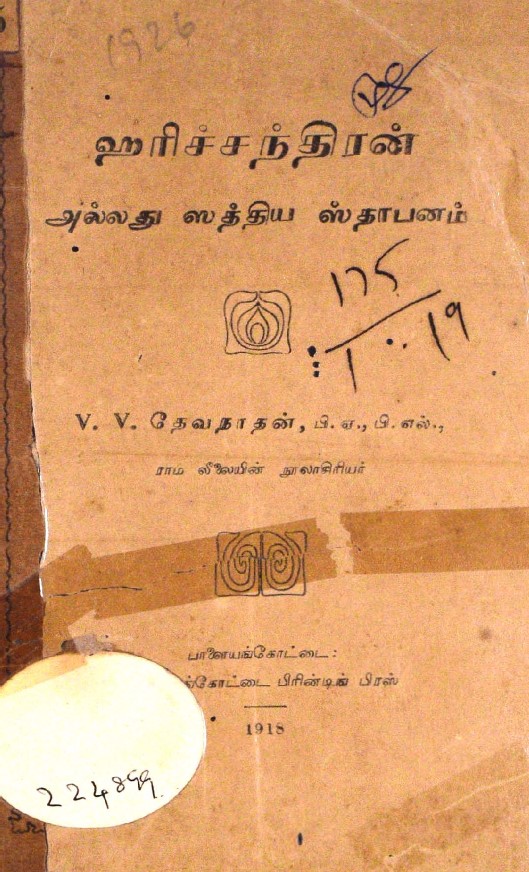 1926
ஹரிச்சந்திரன்
அல்லது ஸத்திய ஸ்தாபனம்
175
1 19
V. V. தேவநாதன், பி. ஏ., பி. எல்.,
ராம லீலையின் நூலாசிரியர்
பாளையங்கோட்டை:
ங்கோட்டை பிரிண்டிங் பிரஸ்
1918
224899